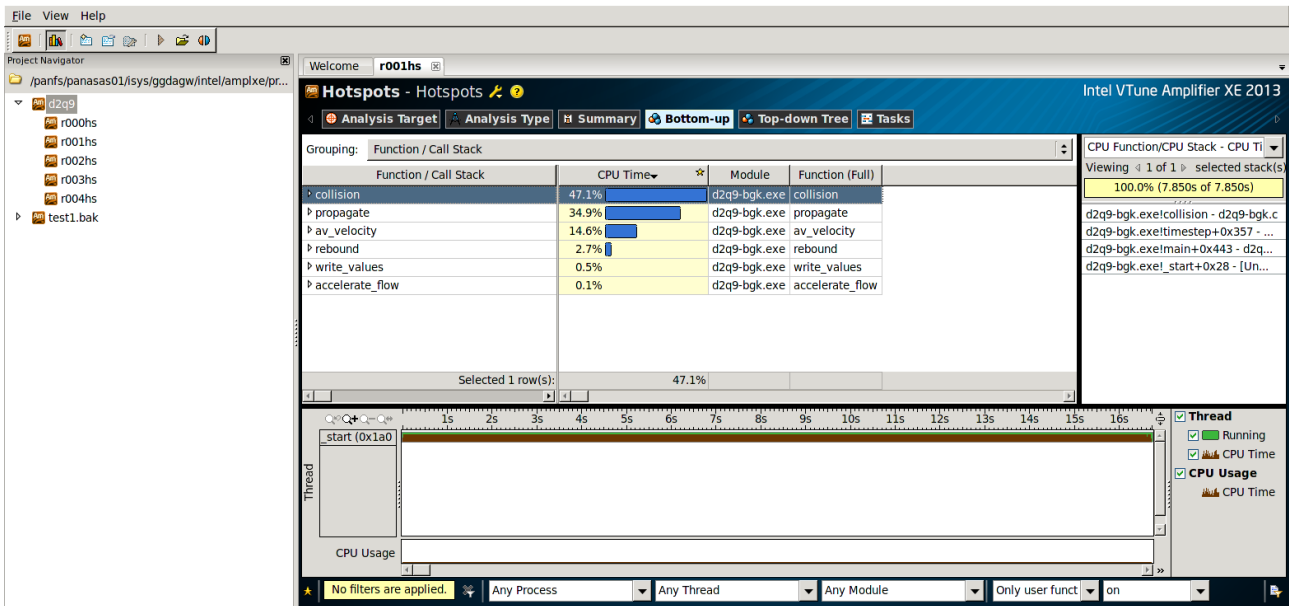 File View Help
Project Navigator
/panfs/panasas01/isys/ggdagw/intel/amplxe/pr...
d2q9
r000hs
r001hs
r002hs
r003hs
r004hs
test1.bak
Welcome r001hs
Hotspots - Hotspots Intel VTune Amplifier XE 2013
Analysis Target Analysis Type Summary Bottom-up Top-down Tree Tasks
Grouping: Function / Call Stack
Function / Call Stack CPU Time Module Function (Full)
collision 47.1% d2q9-bgk.exe collision
propagate 34.9% d2q9-bgk.exe propagate
av_velocity 14.6% d2q9-bgk.exe av_velocity
rebound 2.7% d2q9-bgk.exe rebound
write_values 0.5% d2q9-bgk.exe write_values
accelerate_flow 0.1% d2q9-bgk.exe accelerate_flow
Selected 1 row(s): 47.1%
CPU Function/CPU Stack - CPU Ti
Viewing 1 of 1 selected stack(s)
100.0% (7.850s of 7.850s)
d2q9-bgk.exe!collision - d2q9-bgk.c
d2q9-bgk.exe!timestep+0x357 - ...
d2q9-bgk.exe!main+0x443 - d2q...
d2q9-bgk.exe!_start+0x28 - [Un...
1s 2s 3s 4s 5s 6s 7s 8s 9s 10s 11s 12s 13s 14s 15s 16s
_start (0x1a0
Thread
CPU Usage
Thread
Running
CPU Time
CPU Usage
CPU Time
No filters are applied. Any Process Any Thread Any Module Only user funct on